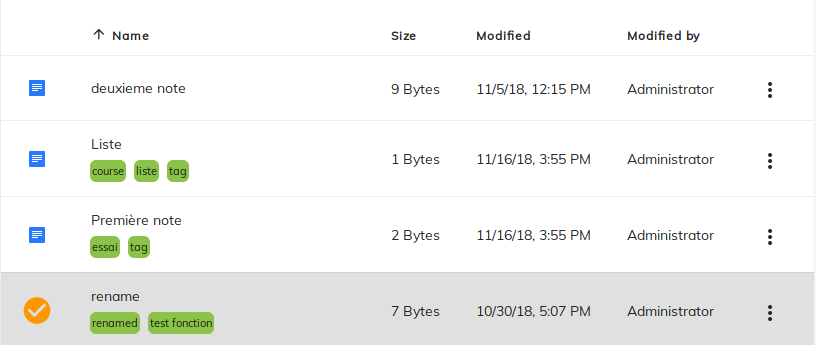 Name Size Modified Modified by
deuxieme note 9 Bytes 11/5/18, 12:15 PM Administrator
Liste
course liste tag
1 Bytes 11/16/18, 3:55 PM Administrator
Première note
essai tag
2 Bytes 11/16/18, 3:55 PM Administrator
rename
renamed test fonction
7 Bytes 10/30/18, 5:07 PM Administrator